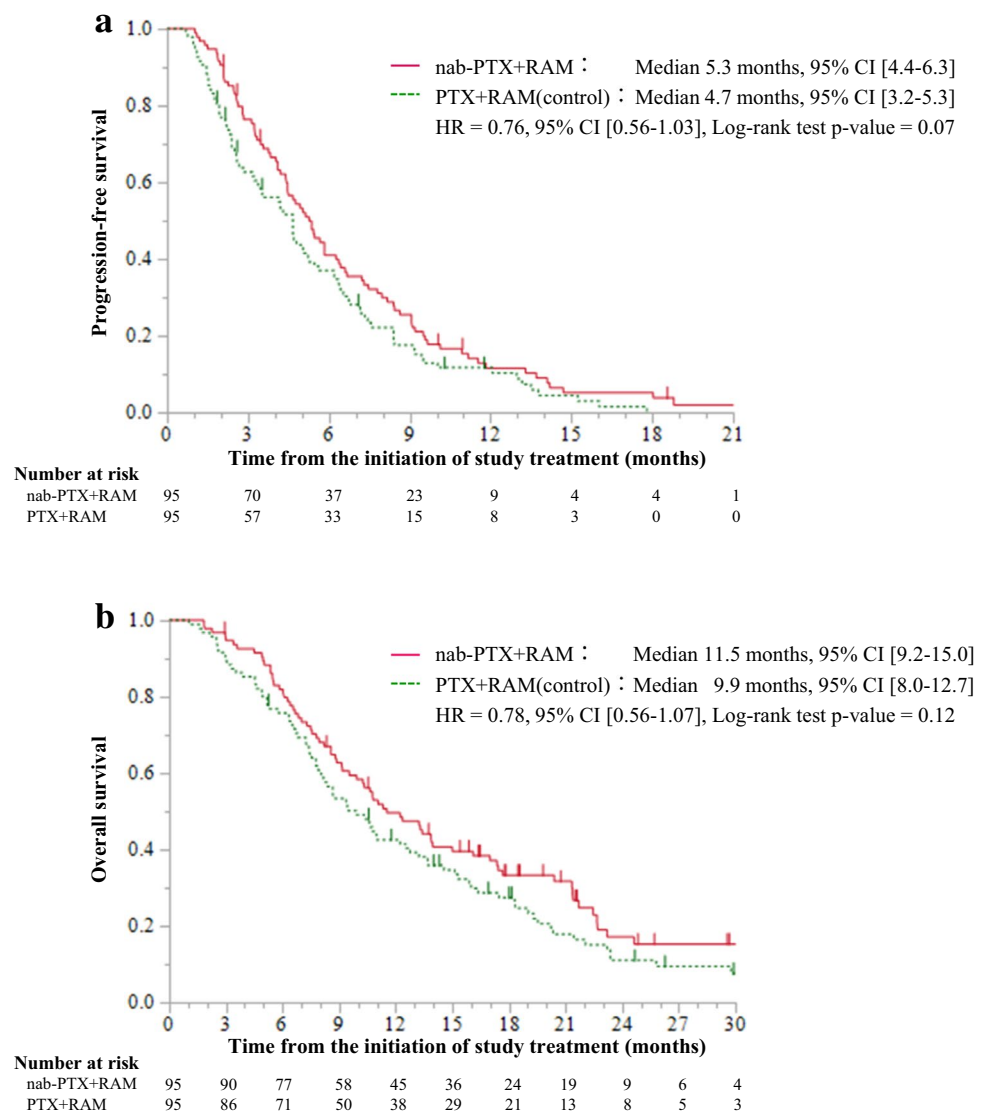 a
1.0
0.8
0.6
0.4
0.2
0.0
Progression-free survival
nab-PTX+RAM： Median 5.3 months, 95% CI [4.4-6.3]
PTX+RAM(control)：Median 4.7 months, 95% CI [3.2-5.3]
HR = 0.76, 95% CI [0.56-1.03], Log-rank test p-value = 0.07
0 3 6 9 12 15 18 21
Time from the initiation of study treatment (months)
Number at risk
nab-PTX+RAM 95 70 37 23 9 4 4 1
PTX+RAM 95 57 33 15 8 3 0 0
b
1.0
0.8
0.6
0.4
0.2
0.0
Overall survival
nab-PTX+RAM： Median 11.5 months, 95% CI [9.2-15.0]
PTX+RAM(control)：Median 9.9 months, 95% CI [8.0-12.7]
HR = 0.78, 95% CI [0.56-1.07], Log-rank test p-value = 0.12
0 3 6 9 12 15 18 21 24 27 30
Time from the initiation of study treatment (months)
Number at risk
nab-PTX+RAM 95 90 77 58 45 36 24 19 9 6 4
PTX+RAM 95 86 71 50 38 29 21 13 8 5 3